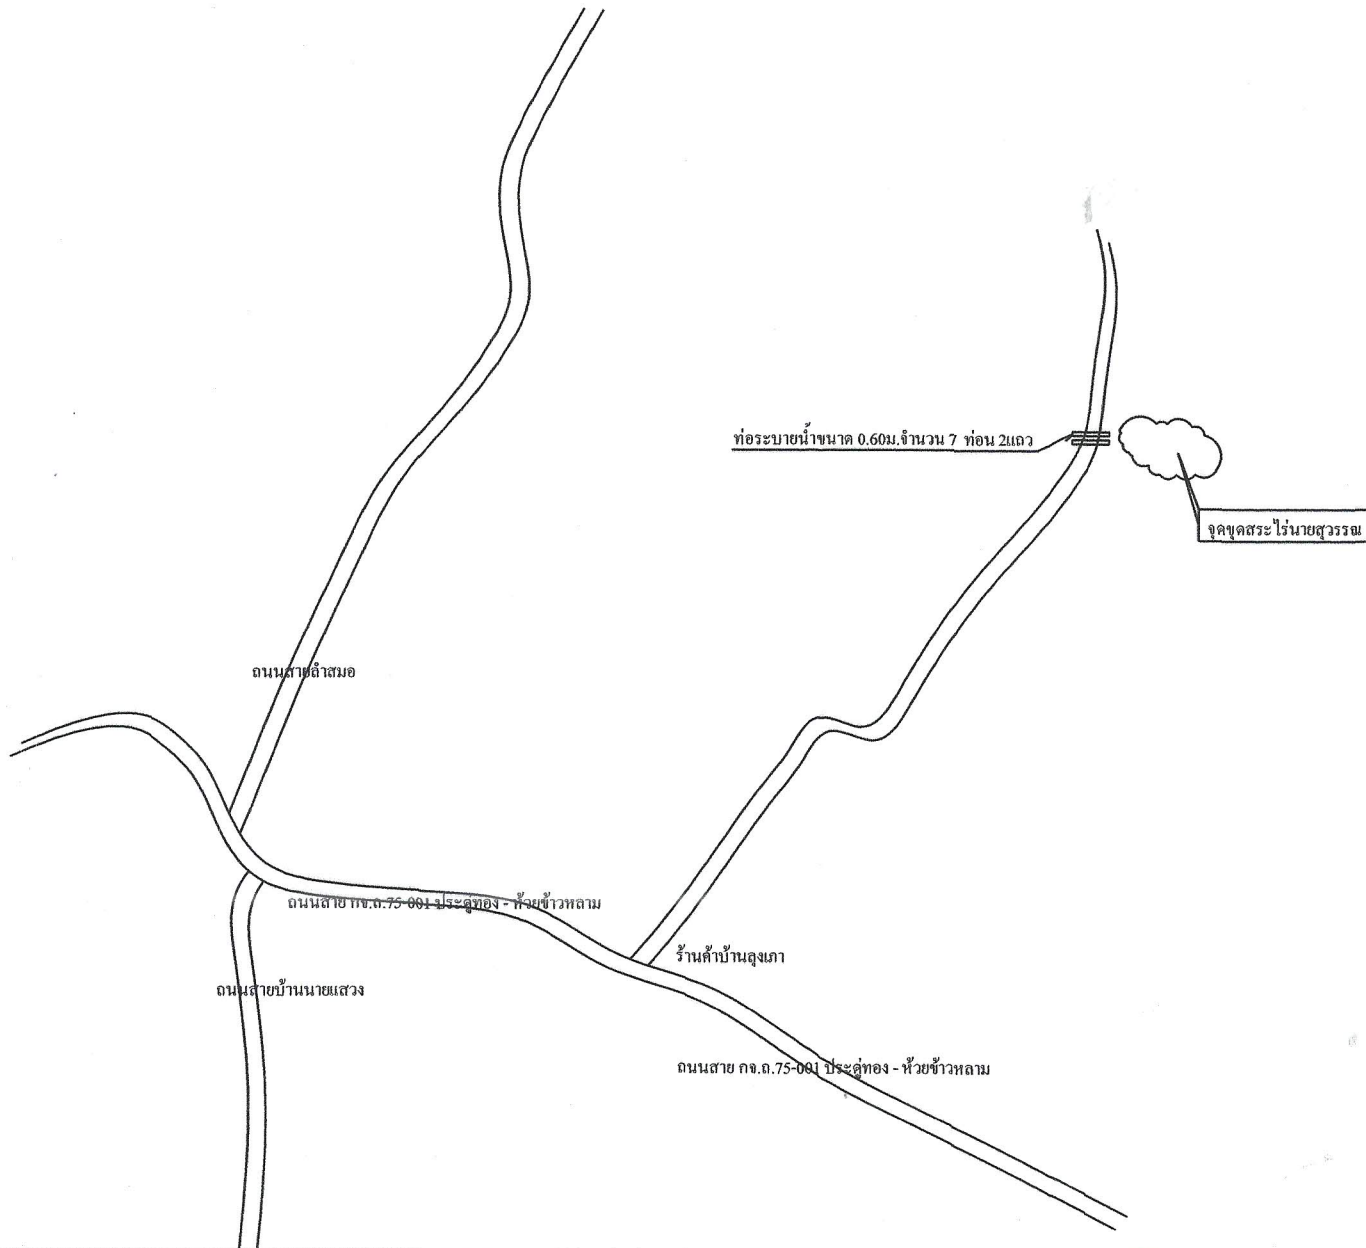 ท่อระบายน้ำขนาด 0.60ม.จำนวน 7 ท่อน 2แถว
จุดขุดสระไร่นายสุวรรณ
ถนนสายลำสมอ
ถนนสาย กจ.ถ.75-001 ประดู่ทอง - ห้วยข้าวหลาม
ร้านค้าบ้านลุงเภา
ถนนสายบ้านนายแสวง
ถนนสาย กจ.ถ.75-001 ประดู่ทอง - ห้วยข้าวหลาม